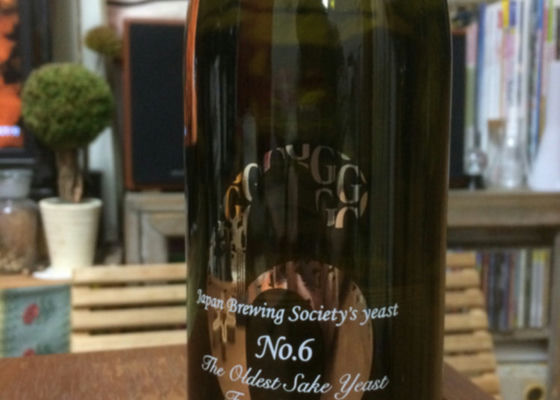 Japan Brewing Society's yeast
No.6
The Oldest Sake Yeast